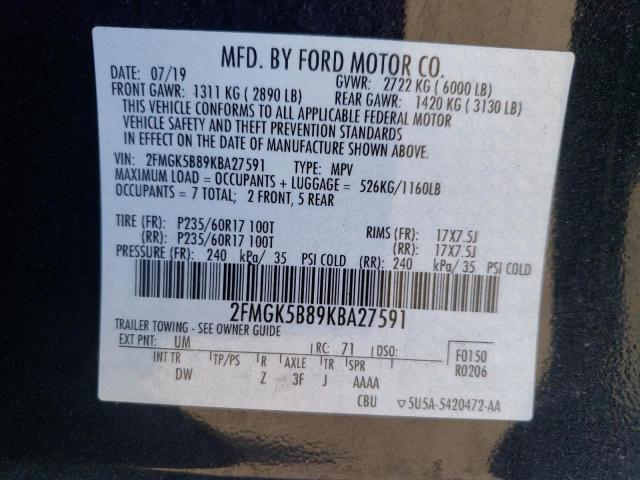 MFD. BY FORD MOTOR CO.
DATE: 07/19 GVWR: 2722 KG ( 6000 LB)
FRONT GAWR: 1311 KG ( 2890 LB) REAR GAWR: 1420 KG ( 3130 LB)
THIS VEHICLE CONFORMS TO ALL APPLICABLE FEDERAL MOTOR
VEHICLE SAFETY AND THEFT PREVENTION STANDARDS
IN EFFECT ON THE DATE OF MANUFACTURE SHOWN ABOVE.
VIN: 2FMGK5B89KBA27591 TYPE: MPV
MAXIMUM LOAD = OCCUPANTS + LUGGAGE = 526KG/1160LB
OCCUPANTS = 7 TOTAL; 2 FRONT, 5 REAR
TIRE (FR): P235/60R17 100T RIMS (FR): 17X7.5J
(RR): P235/60R17 100T (RR): 17X7.5J
PRESSURE (FR): 240 kPa/ 35 PSI COLD (RR): 240 kPa/ 35 PSI COLD
2FMGK5B89KBA27591
TRAILER TOWING - SEE OWNER GUIDE
EXT PNT: UM RC: 71 DSO: F0150
INT TR TP/PS R AXLE TR SPR R0206
DW Z 3F J AAAA
CBU ▽5U5A-5420472-AA